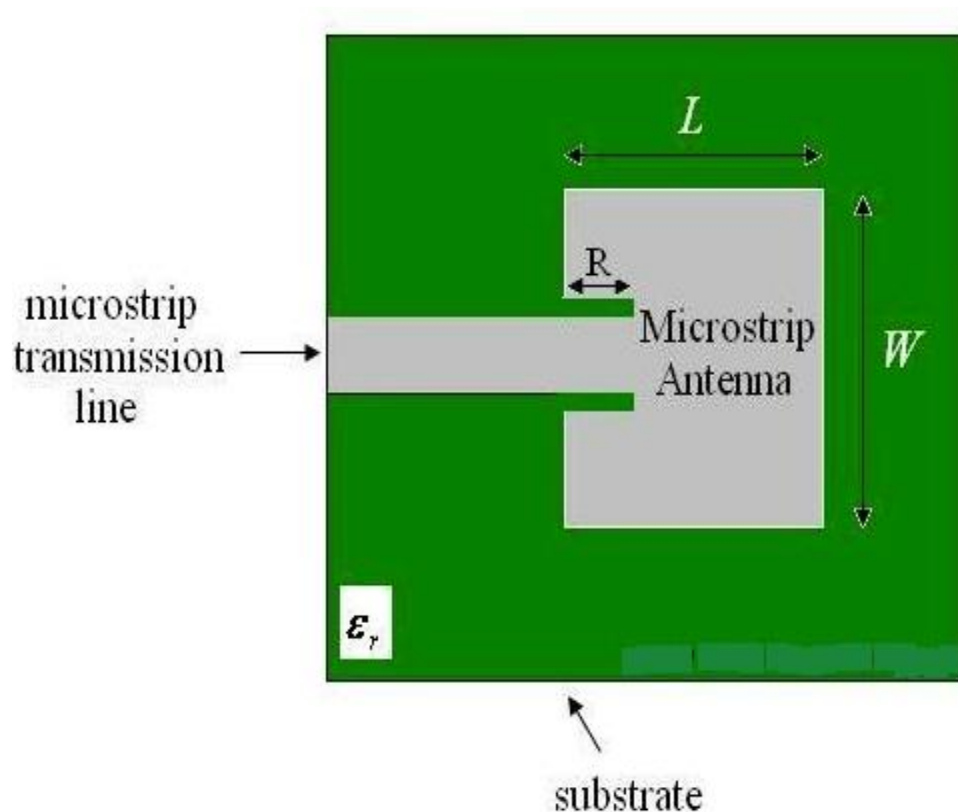 L
R
microstrip
transmission
line
Microstrip
Antenna
W
εr
substrate